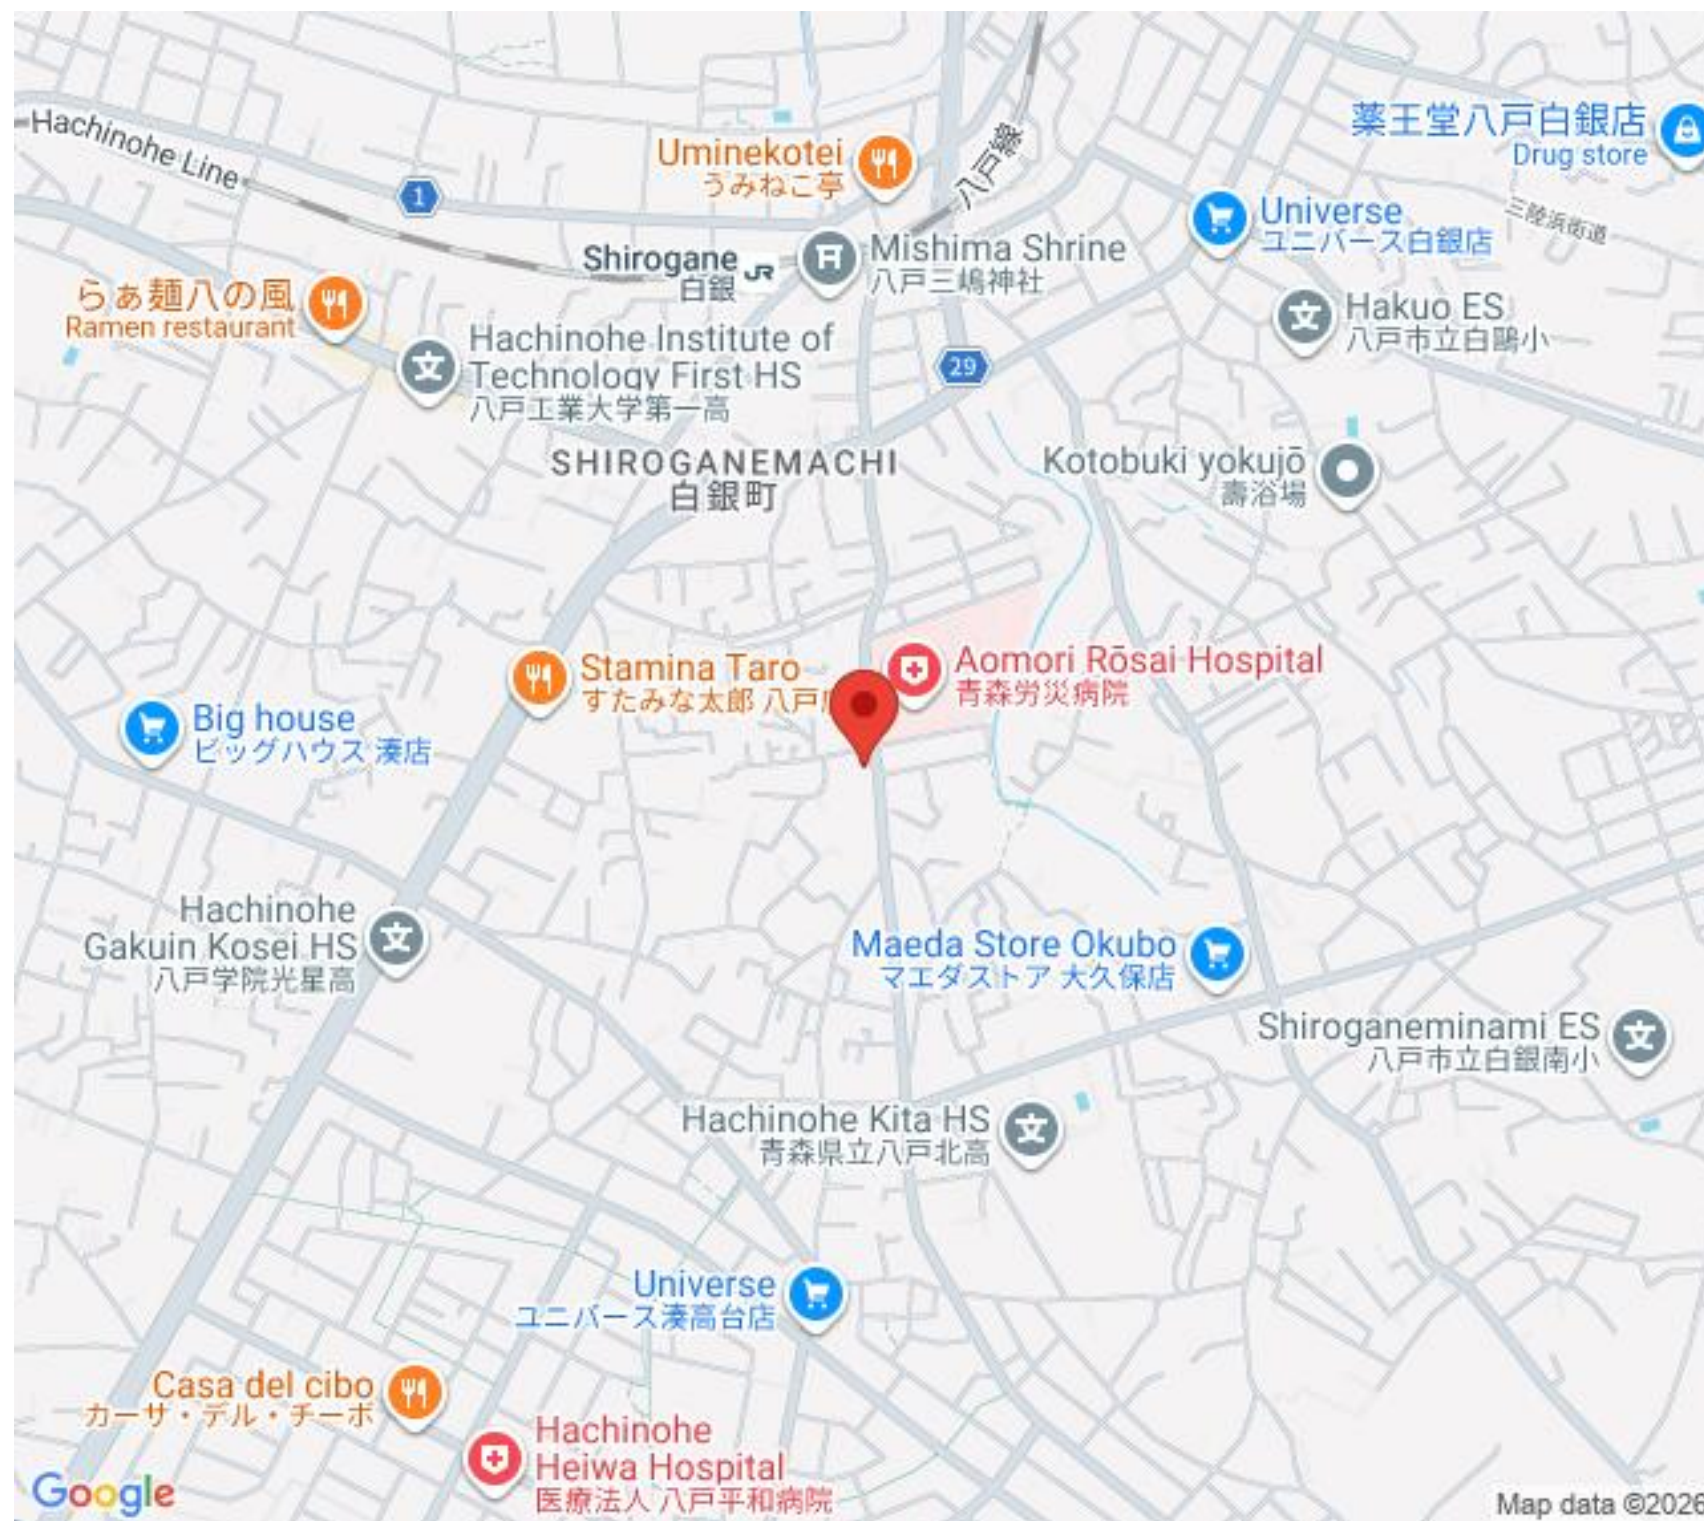 Hachinohe Line
1
Uminekotei
うみねこ亭
八戸線
薬王堂八戸白銀店
Drug store
Shirogane
白銀
JR
Mishima Shrine
八戸三嶋神社
Universe
ユニバース白銀店
三陸浜街道
らぁ麺八の風
Ramen restaurant
Hachinohe Institute of
Technology First HS
八戸工業大学第一高
29
Hakuo ES
八戸市立白鷗小
SHIROGANEMACHI
白銀町
Kotobuki yokujō
壽浴場
Stamina Taro
すたみな太郎 八戸
Aomori Rōsai Hospital
青森労災病院
Big house
ビッグハウス 湊店
Hachinohe
Gakuin Kosei HS
八戸学院光星高
Maeda Store Okubo
マエダストア 大久保店
Shiroganeminami ES
八戸市立白銀南小
Hachinohe Kita HS
青森県立八戸北高
Universe
ユニバース湊高台店
Casa del cibo
カーサ・デル・チーボ
Hachinohe
Heiwa Hospital
医療法人 八戸平和病院
Google
Map data ©2026